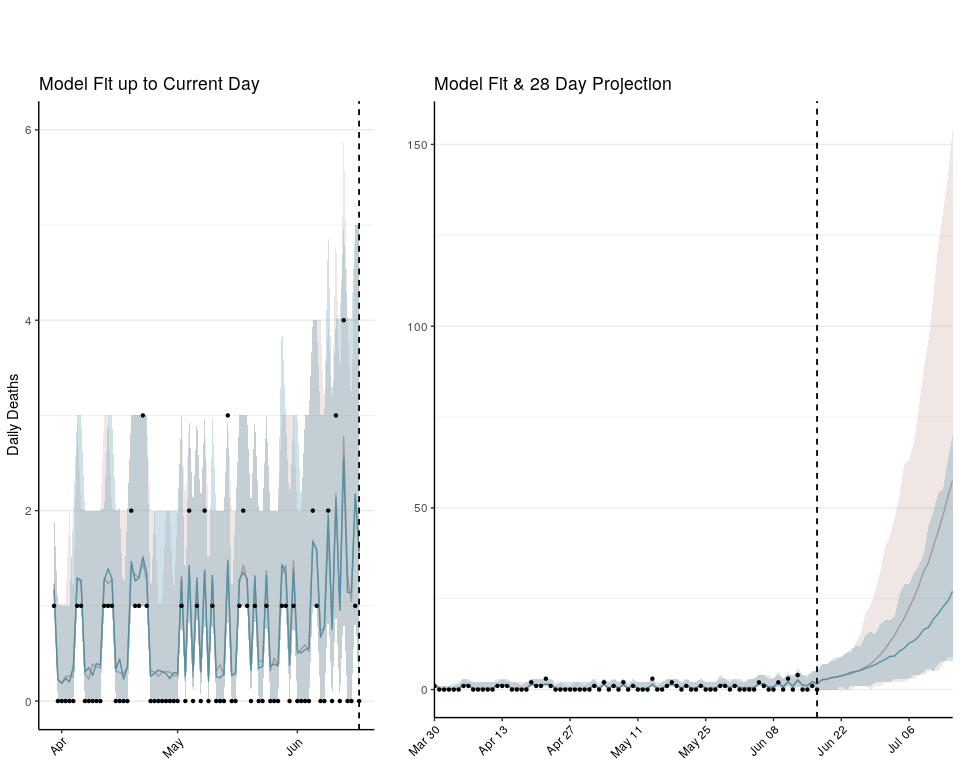 Model Fit up to Current Day
Daily Deaths
6
4
2
0
Apr
May
Jun
Model Fit & 28 Day Projection
150
100
50
0
Mar 30
Apr 13
Apr 27
May 11
May 25
Jun 08
Jun 22
Jul 06